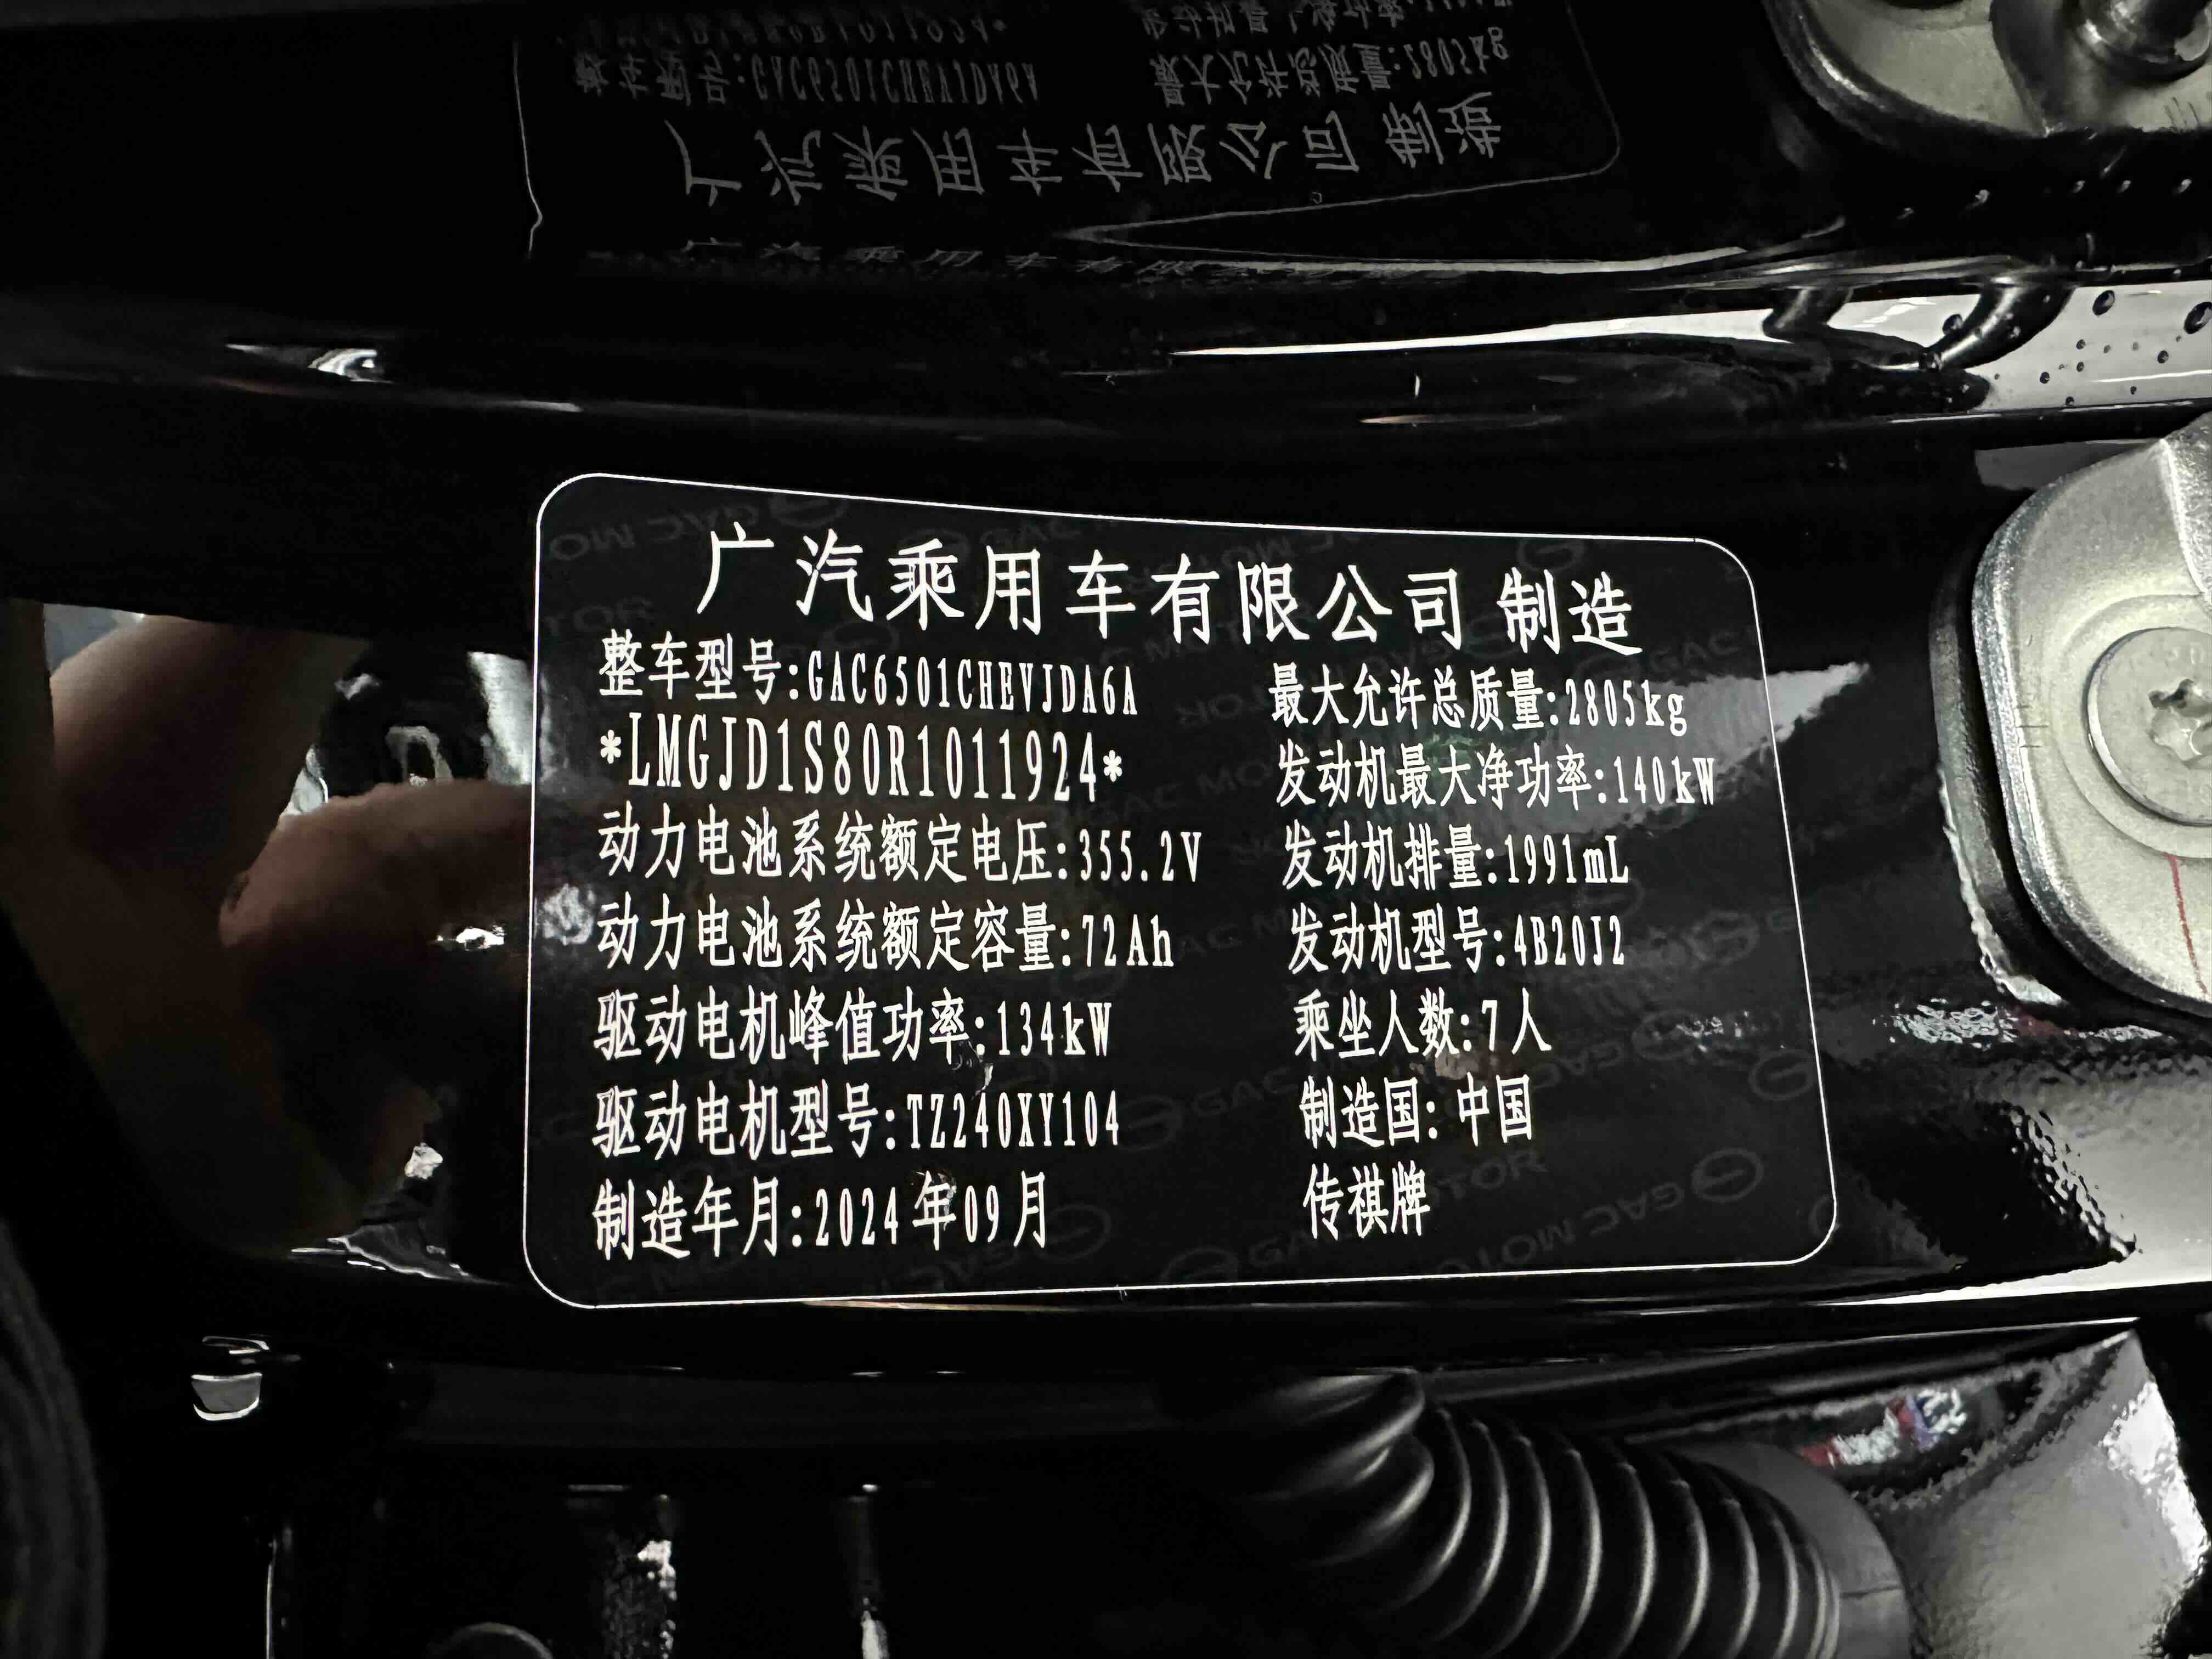 广汽乘用车有限公司 制造
整车型号:GAC6501CHEVJDA6A
*LMGJD1S80R1011924*
动力电池系统额定电压:355.2V
动力电池系统额定容量:72Ah
驱动电机峰值功率:134kW
驱动电机型号:TZ240XY104
制造年月:2024年09月
最大允许总质量:2805kg
发动机最大净功率:140kW
发动机排量:1991mL
发动机型号:4B20J2
乘坐人数:7人
制造国:中国
传祺牌